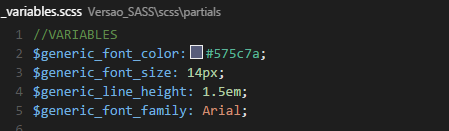 _variables.scss Versao_SASS\scss\partials
1 //VARIABLES
2 $generic_font_color: #575c7a;
3 $generic_font_size: 14px;
4 $generic_line_height: 1.5em;
5 $generic_font_family: Arial;
6